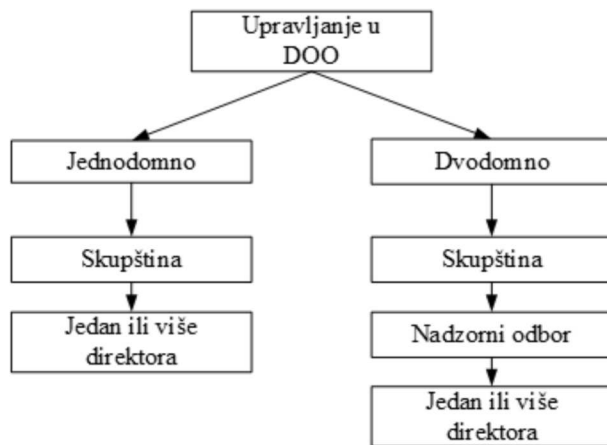 Upravljanje u
DOO
Jednodomno
Dvodomno
Skupština
Skupština
Jedan ili više
direktora
Nadzorni odbor
Jedan ili više
direktora